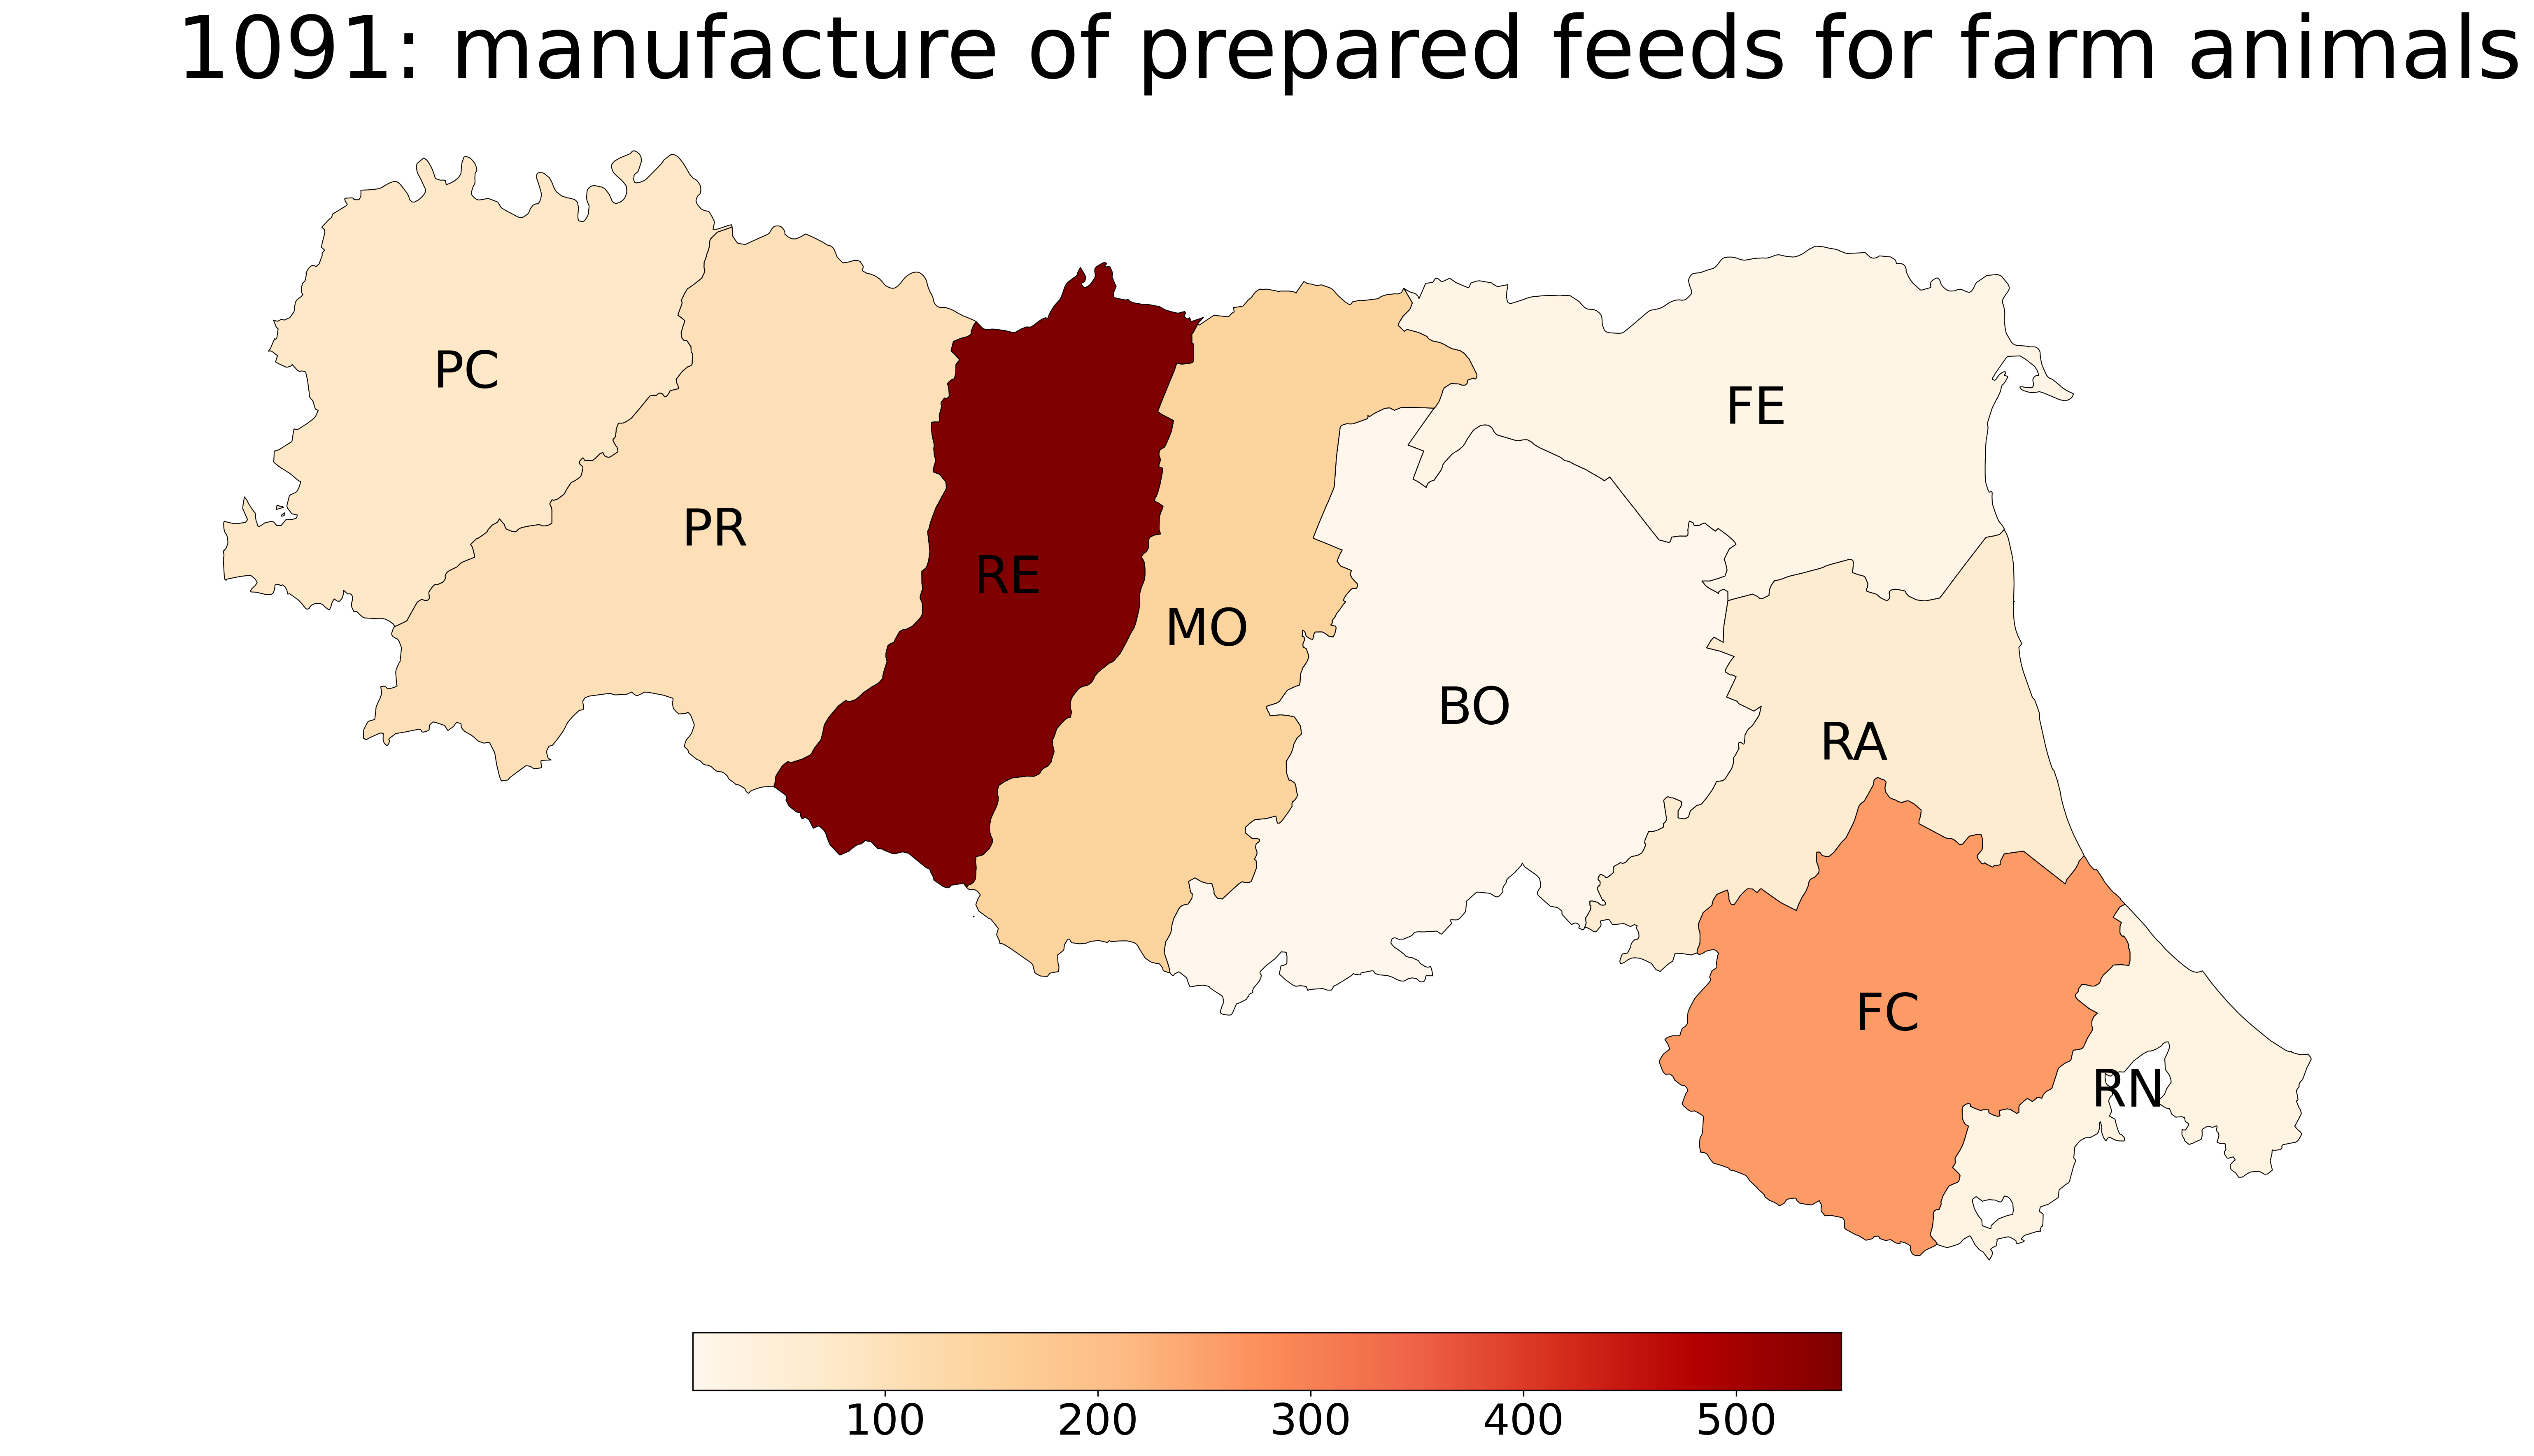 1091: manufacture of prepared feeds for farm animals
PC
FE
PR
RE
MO
BO
RA
FC
RN
100 200 300 400 500